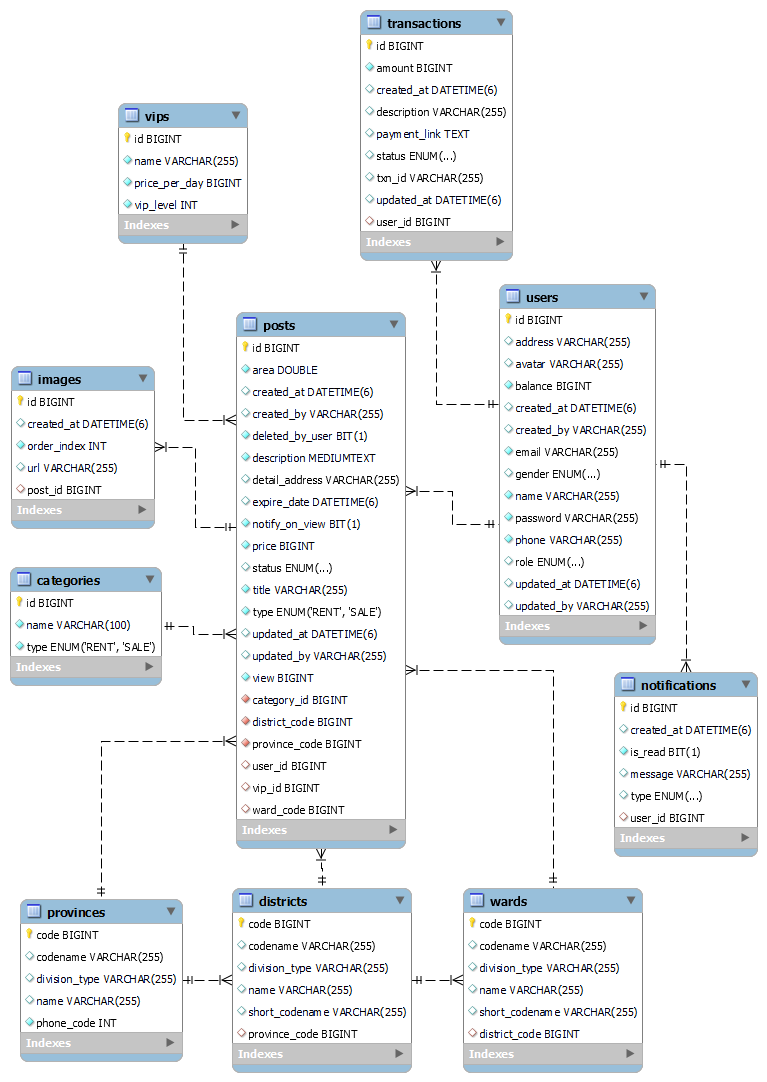 transactions
id BIGINT
amount BIGINT
created_at DATETIME(6)
description VARCHAR(255)
payment_link TEXT
status ENUM(...)
txn_id VARCHAR(255)
updated_at DATETIME(6)
user_id BIGINT
Indexes
vips
id BIGINT
name VARCHAR(255)
price_per_day BIGINT
vip_level INT
Indexes
users
id BIGINT
address VARCHAR(255)
avatar VARCHAR(255)
balance BIGINT
created_at DATETIME(6)
created_by VARCHAR(255)
email VARCHAR(255)
gender ENUM(...)
name VARCHAR(255)
password VARCHAR(255)
phone VARCHAR(255)
role ENUM(...)
updated_at DATETIME(6)
updated_by VARCHAR(255)
Indexes
posts
id BIGINT
area DOUBLE
created_at DATETIME(6)
created_by VARCHAR(255)
deleted_by_user BIT(1)
description MEDIUMTEXT
detail_address VARCHAR(255)
expire_date DATETIME(6)
notify_on_view BIT(1)
price BIGINT
status ENUM(...)
title VARCHAR(255)
type ENUM('RENT', 'SALE')
updated_at DATETIME(6)
updated_by VARCHAR(255)
view BIGINT
category_id BIGINT
district_code BIGINT
province_code BIGINT
user_id BIGINT
vip_id BIGINT
ward_code BIGINT
Indexes
images
id BIGINT
created_at DATETIME(6)
order_index INT
url VARCHAR(255)
post_id BIGINT
Indexes
categories
id BIGINT
name VARCHAR(100)
type ENUM('RENT', 'SALE')
Indexes
notifications
id BIGINT
created_at DATETIME(6)
is_read BIT(1)
message VARCHAR(255)
type ENUM(...)
user_id BIGINT
Indexes
provinces
code BIGINT
codename VARCHAR(255)
division_type VARCHAR(255)
name VARCHAR(255)
phone_code INT
Indexes
districts
code BIGINT
codename VARCHAR(255)
division_type VARCHAR(255)
name VARCHAR(255)
short_codename VARCHAR(255)
province_code BIGINT
Indexes
wards
code BIGINT
codename VARCHAR(255)
division_type VARCHAR(255)
name VARCHAR(255)
short_codename VARCHAR(255)
district_code BIGINT
Indexes